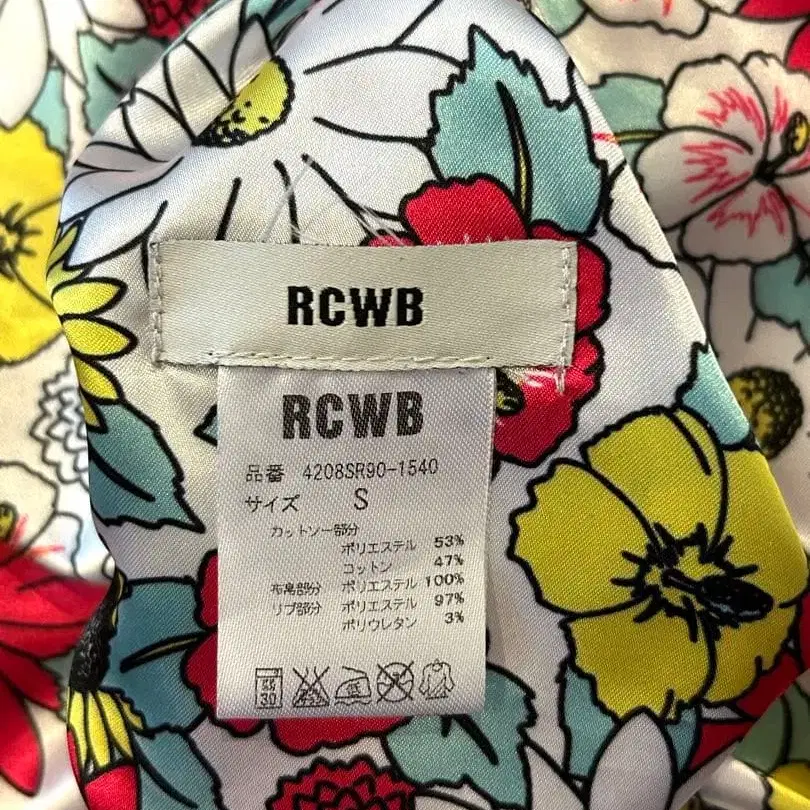 RCWB
RCWB
品番 4208SR90-1540
サイズ S
カットソー部分
ポリエステル 53%
コットン 47%
布帛部分 ポリエステル 100%
リブ部分 ポリエステル 97%
ポリウレタン 3%
低